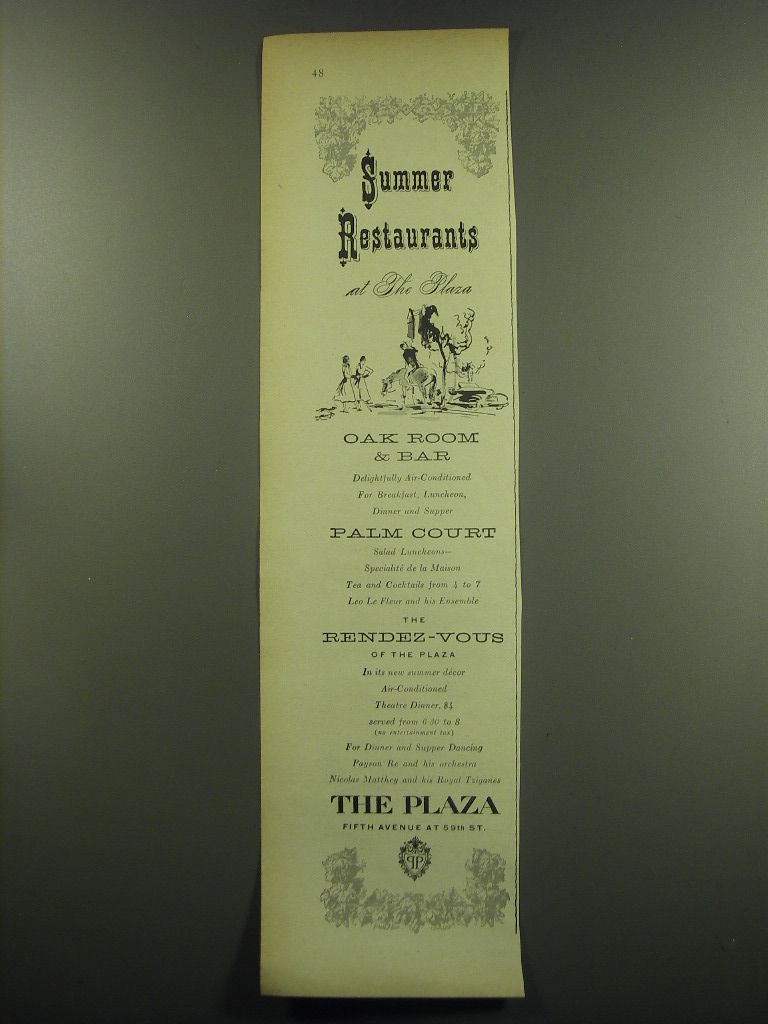 48
Summer
Restaurants
at The Plaza
OAK ROOM
& BAR
Delightfully Air-Conditioned
For Breakfast, Luncheon,
Dinner and Supper
PALM COURT
Salad Luncheons—
Specialité de la Maison
Tea and Cocktails from 4 to 7
Leo Le Fleur and his Ensemble
THE
RENDEZ-VOUS
OF THE PLAZA
In its new summer décor
Air-Conditioned
Theatre Dinner, $4
served from 6:30 to 8
(no entertainment tax)
For Dinner and Supper Dancing
Payson Re and his orchestra
Nicolas Matthey and his Royal Tziganes
THE PLAZA
FIFTH AVENUE AT 59th ST.
PP